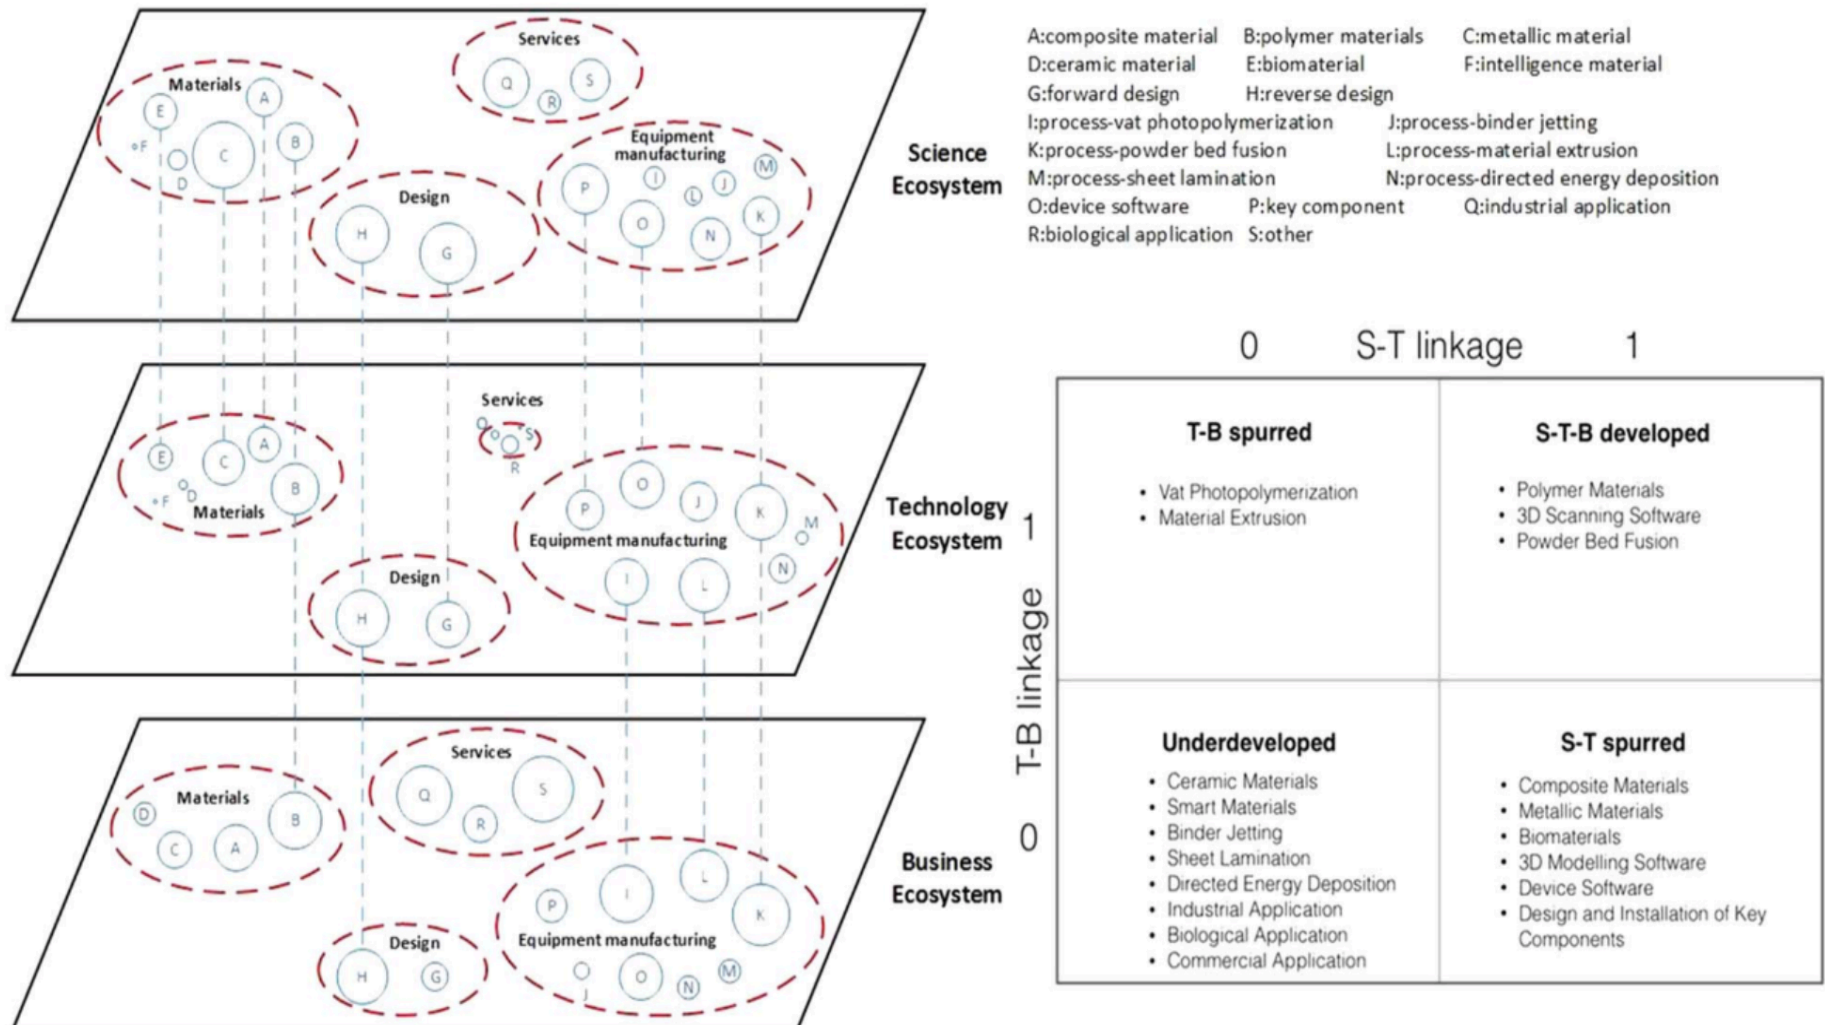 Services
Q
S
R
Materials
E
A
F
C
B
D
Equipment
manufacturing
P
I
L
J
M
O
N
K
Design
H
G
Science
Ecosystem
Services
Q
S
R
Materials
E
C
A
F
D
B
O
J
K
P
M
Equipment manufacturing
N
I
L
Design
H
G
Technology
Ecosystem
Services
Q
S
R
Materials
D
B
C
A
L
I
P
K
Equipment manufacturing
J
O
N
M
Design
H
G
Business
Ecosystem
A:composite material B:polymer materials C:metallic material
D:ceramic material E:biomaterial F:intelligence material
G:forward design H:reverse design
I:process-vat photopolymerization J:process-binder jetting
K:process-powder bed fusion L:process-material extrusion
M:process-sheet lamination N:process-directed energy deposition
O:device software P:key component Q:industrial application
R:biological application S:other
0 S-T linkage 1
T-B linkage
1
0
T-B spurred
• Vat Photopolymerization
• Material Extrusion
S-T-B developed
• Polymer Materials
• 3D Scanning Software
• Powder Bed Fusion
Underdeveloped
• Ceramic Materials
• Smart Materials
• Binder Jetting
• Sheet Lamination
• Directed Energy Deposition
• Industrial Application
• Biological Application
• Commercial Application
S-T spurred
• Composite Materials
• Metallic Materials
• Biomaterials
• 3D Modelling Software
• Device Software
• Design and Installation of Key
Components